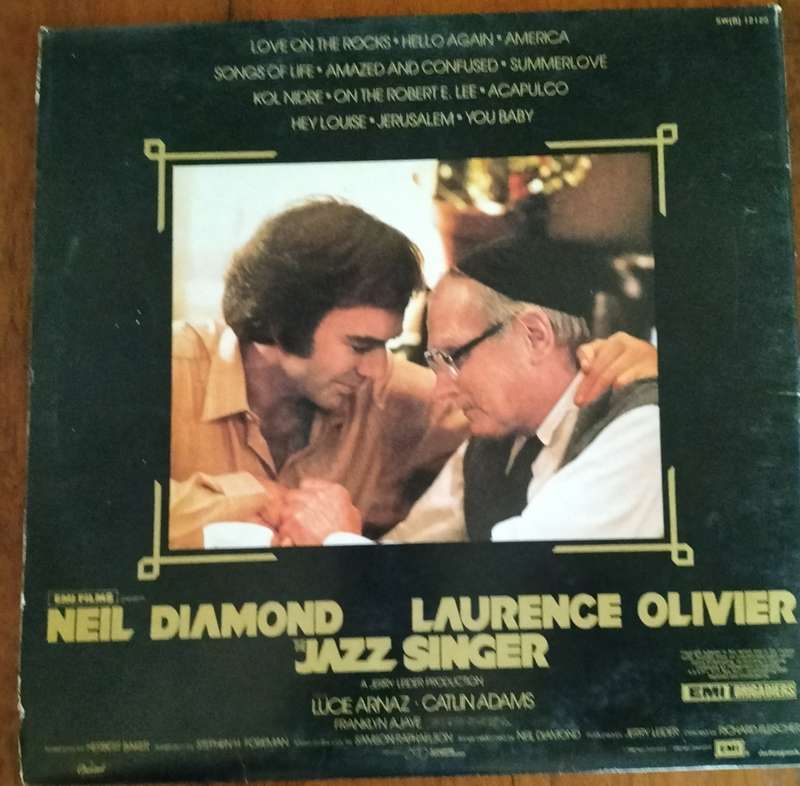 SW(S) 12120
LOVE ON THE ROCKS • HELLO AGAIN • AMERICA
SONGS OF LIFE • AMAZED AND CONFUSED • SUMMERLOVE
KOL NIDRE • ON THE ROBERT E. LEE • ACAPULCO
HEY LOUISE • JERUSALEM • YOU BABY
EMI FILMS
NEIL DIAMOND LAURENCE OLIVIER
THE JAZZ SINGER
A JERRY LEIDER PRODUCTION
LUCIE ARNAZ • CATLIN ADAMS
FRANKLYN AJAYE
HERBERT BAKER STEPHEN H. FOREMAN SAMSON RAPHAELSON NEIL DIAMOND JERRY LEIDER RICHARD FLEISCHER
EMI
Capitol
EMI